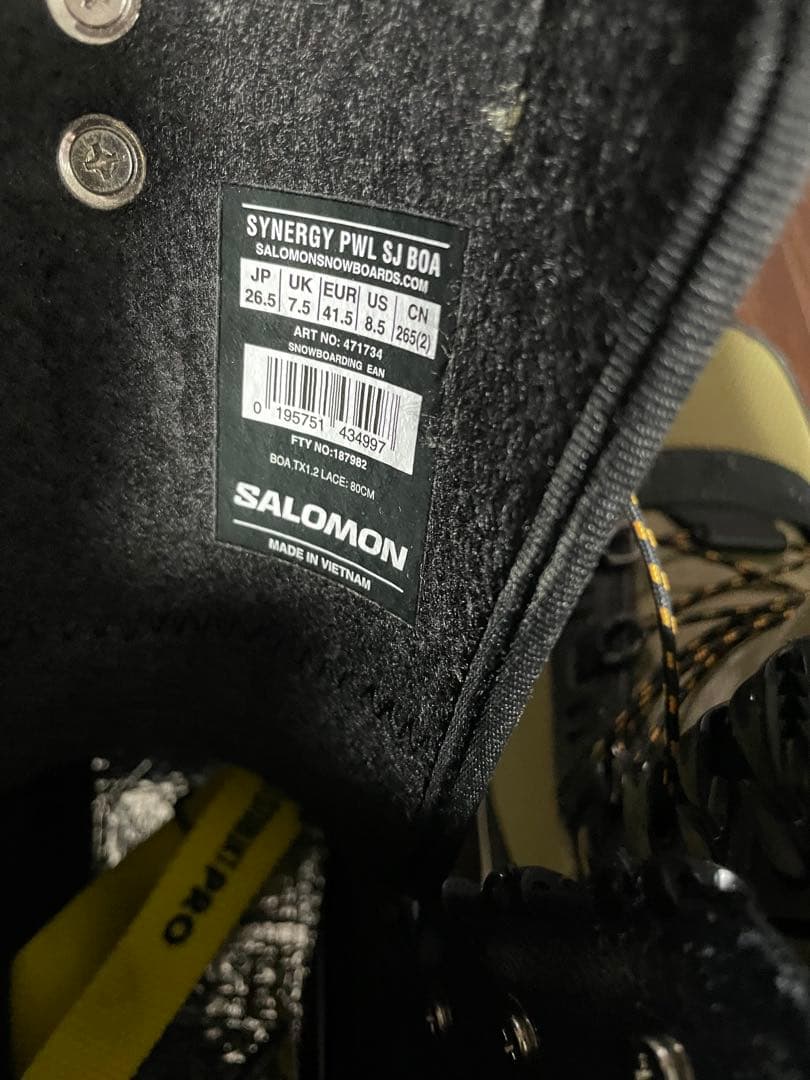 SYNERGY PWL SJ BOA
SALOMONSNOWBOARDS.COM
JP UK EUR US CN
26.5 7.5 41.5 8.5 265(2)
ART NO: 471734
SNOWBOARDING EAN
0 195751 434997
FTY NO:187982
BOA TX1.2 LACE: 80CM
SALOMON
MADE IN VIETNAM
PRO